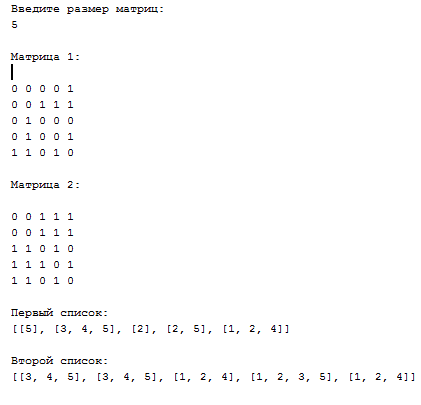 Введите размер матриц:
5
Матрица 1:
0 0 0 0 1
0 0 1 1 1
0 1 0 0 0
0 1 0 0 1
1 1 0 1 0
Матрица 2:
0 0 1 1 1
0 0 1 1 1
1 1 0 1 0
1 1 1 0 1
1 1 0 1 0
Первый список:
[[5], [3, 4, 5], [2], [2, 5], [1, 2, 4]]
Второй список:
[[3, 4, 5], [3, 4, 5], [1, 2, 4], [1, 2, 3, 5], [1, 2, 4]]